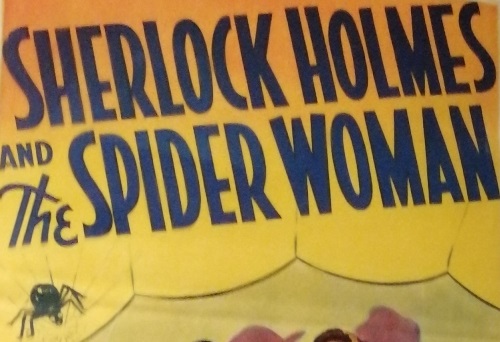 SHERLOCK HOLMES
AND
The SPIDER WOMAN